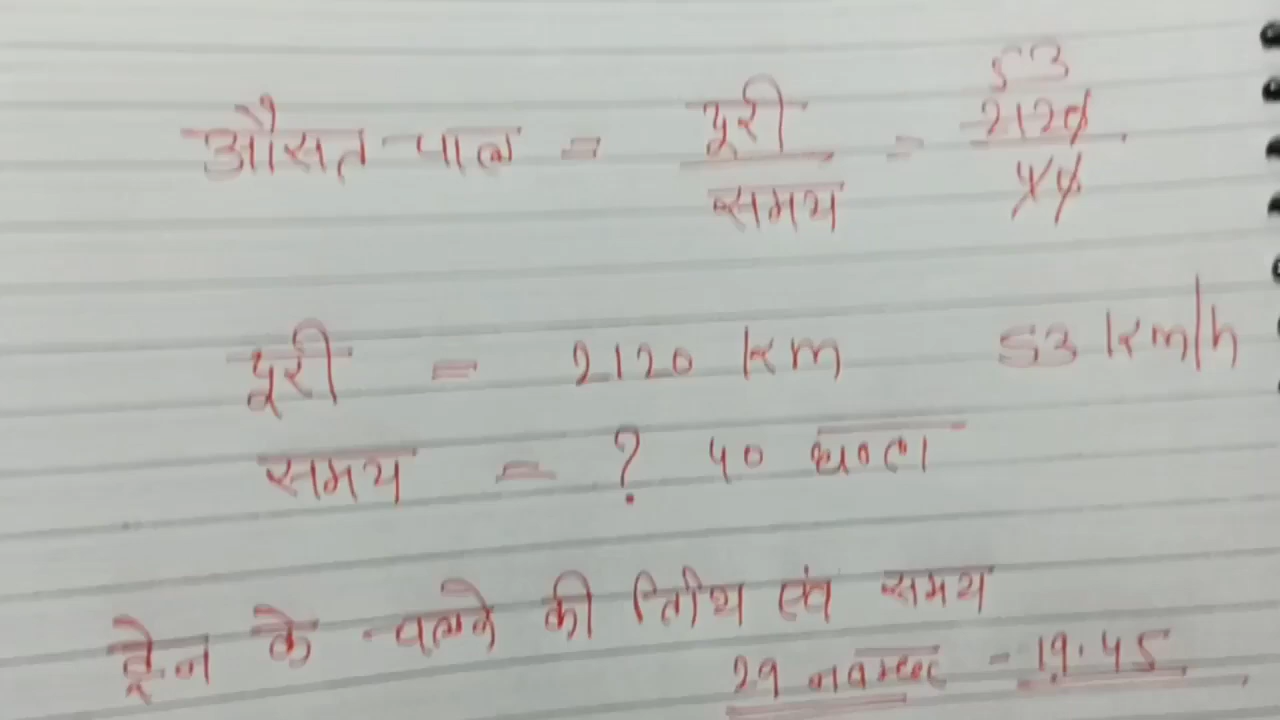 औसत चाल = दूरी / समय = 2120 / 40 53
दूरी = 2120 km 53 km/h
समय = ? 40 घण्टा
ट्रेन के चलने की तिथि एवं समय
29 नवम्बर - 19.45